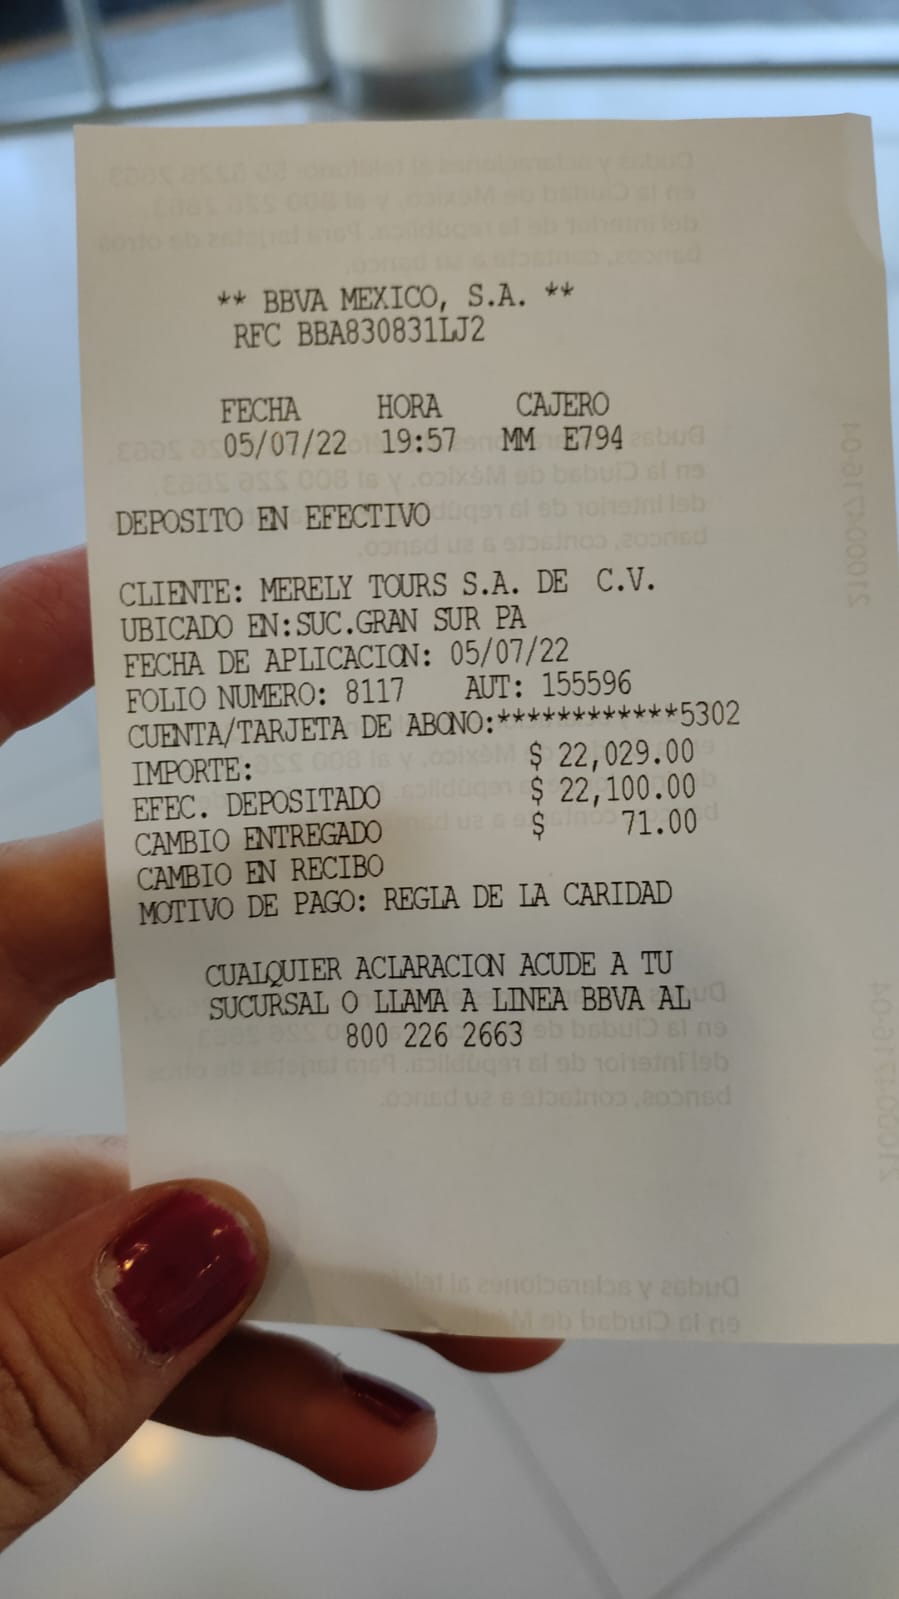 ** BBVA MEXICO, S.A. **
RFC BBA830831LJ2
FECHA HORA CAJERO
05/07/22 19:57 MM E794
DEPOSITO EN EFECTIVO
CLIENTE: MERELY TOURS S.A. DE C.V.
UBICADO EN:SUC.GRAN SUR PA
FECHA DE APLICACION: 05/07/22
FOLIO NUMERO: 8117 AUT: 155596
CUENTA/TARJETA DE ABONO:************5302
IMPORTE: $ 22,029.00
EFEC. DEPOSITADO $ 22,100.00
CAMBIO ENTREGADO $ 71.00
CAMBIO EN RECIBO
MOTIVO DE PAGO: REGLA DE LA CARIDAD
CUALQUIER ACLARACION ACUDE A TU
SUCURSAL O LLAMA A LINEA BBVA AL
800 226 2663